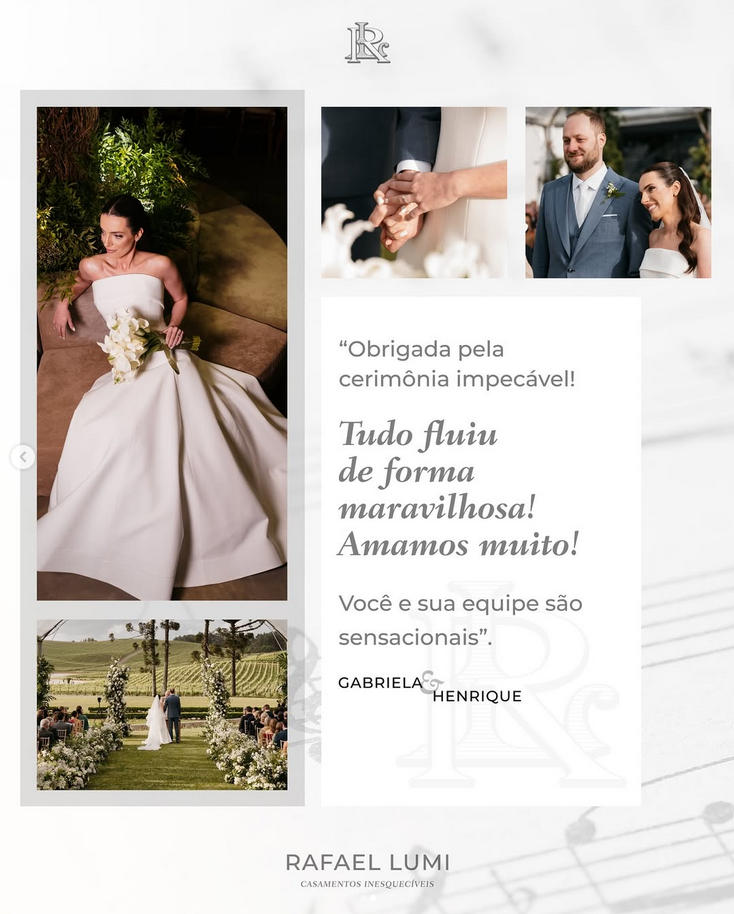 “Obrigada pela
cerimônia impecável!
Tudo fluiu
de forma
maravilhosa!
Amamos muito!
Você e sua equipe são
sensacionais”.
GABRIELA
&
HENRIQUE
RAFAEL LUMI
CASAMENTOS INESQUECÍVEIS